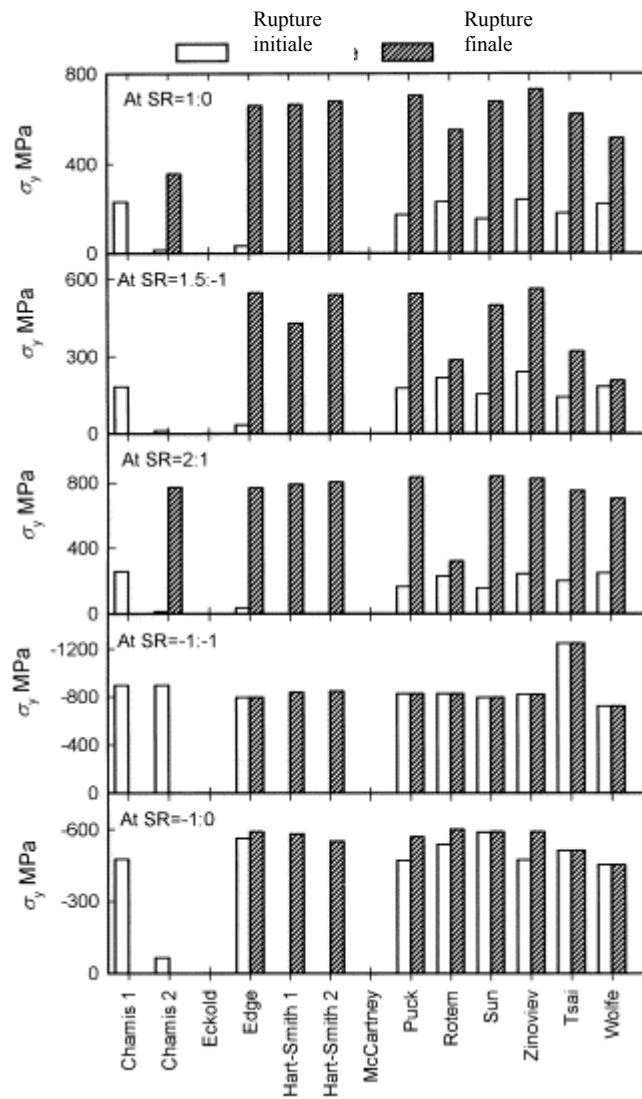 Rupture initiale
Rupture finale
At SR=1:0
800
400
0
σy MPa
At SR=1.5:-1
600
300
0
σy MPa
At SR=2:1
800
400
0
σy MPa
At SR=-1:-1
-1200
-800
-400
0
σy MPa
At SR=-1:0
-600
-300
0
σy MPa
Chamis 1
Chamis 2
Eckold
Edge
Hart-Smith 1
Hart-Smith 2
McCartney
Puck
Rotem
Sun
Zinoviev
Tsai
Wolfe